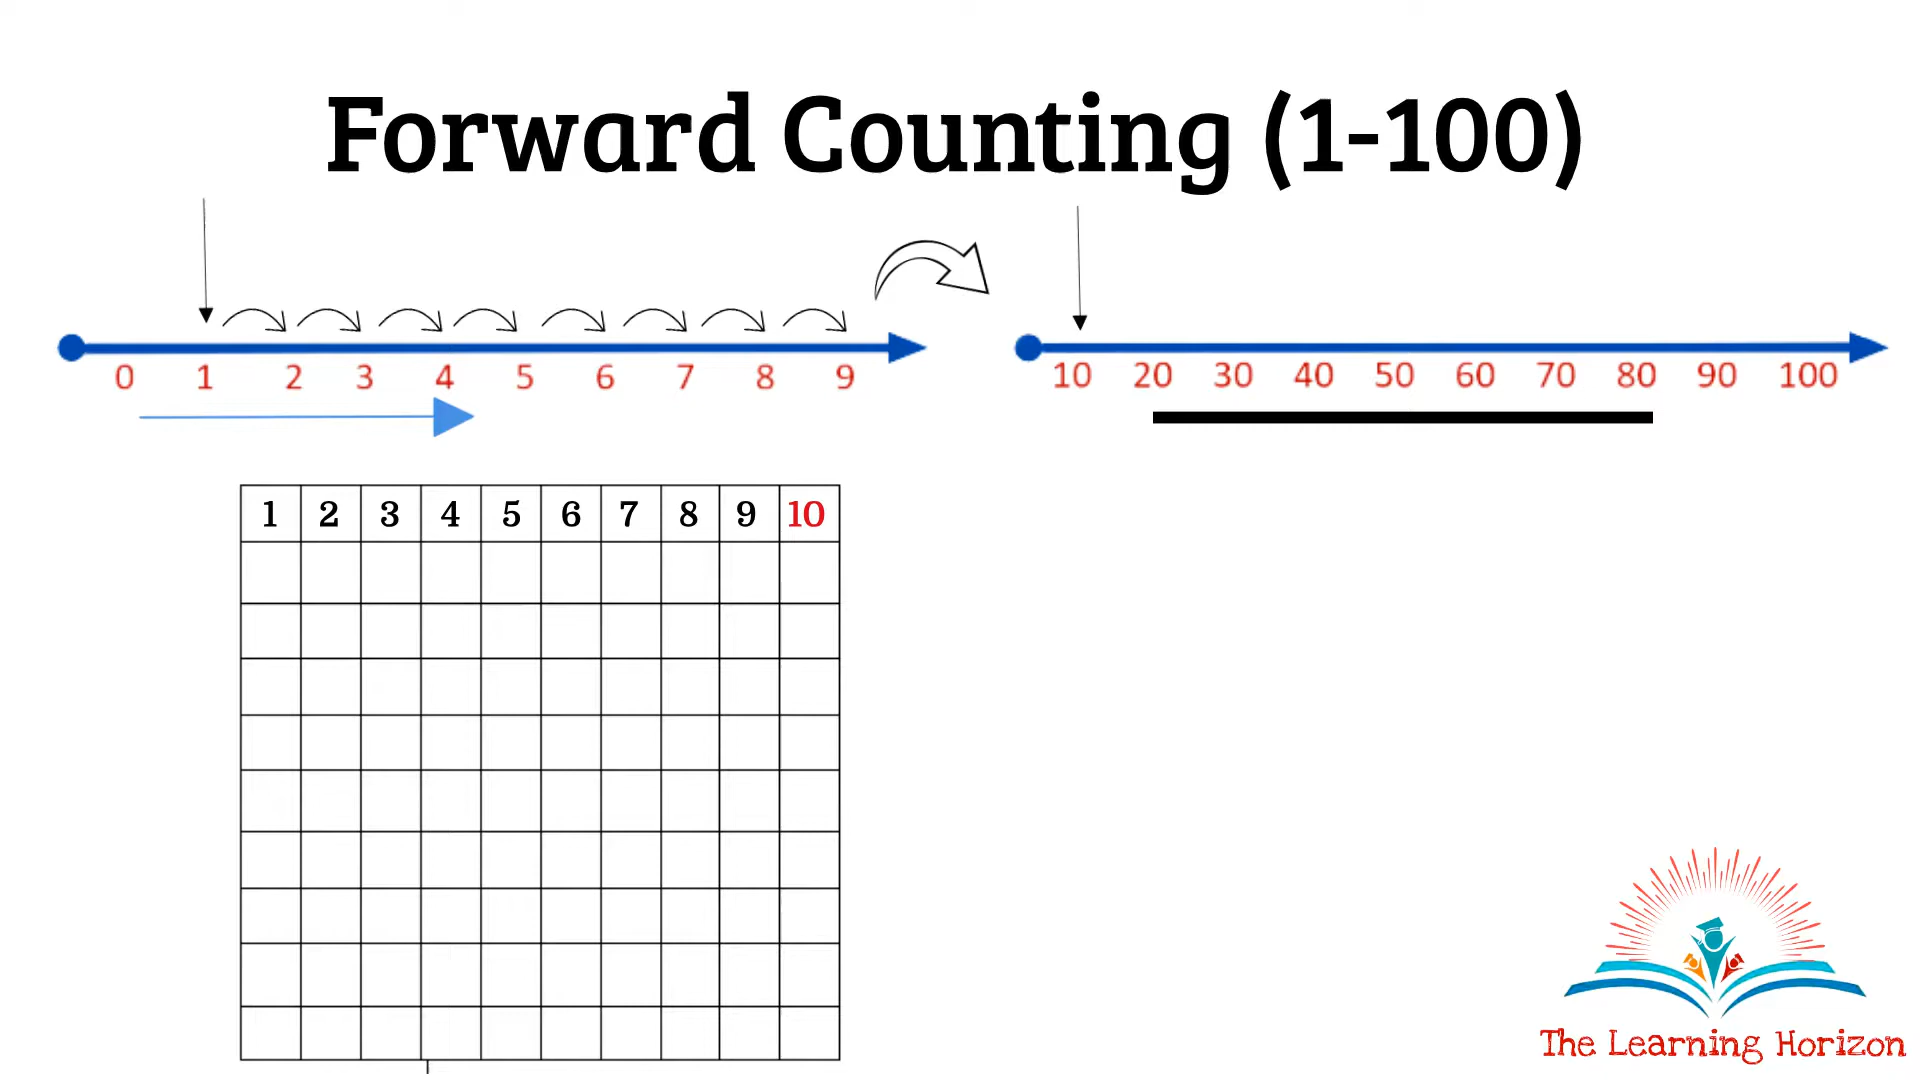 Forward Counting (1-100)
0 1 2 3 4 5 6 7 8 9
10 20 30 40 50 60 70 80 90 100
1 2 3 4 5 6 7 8 9 10
The Learning Horizon